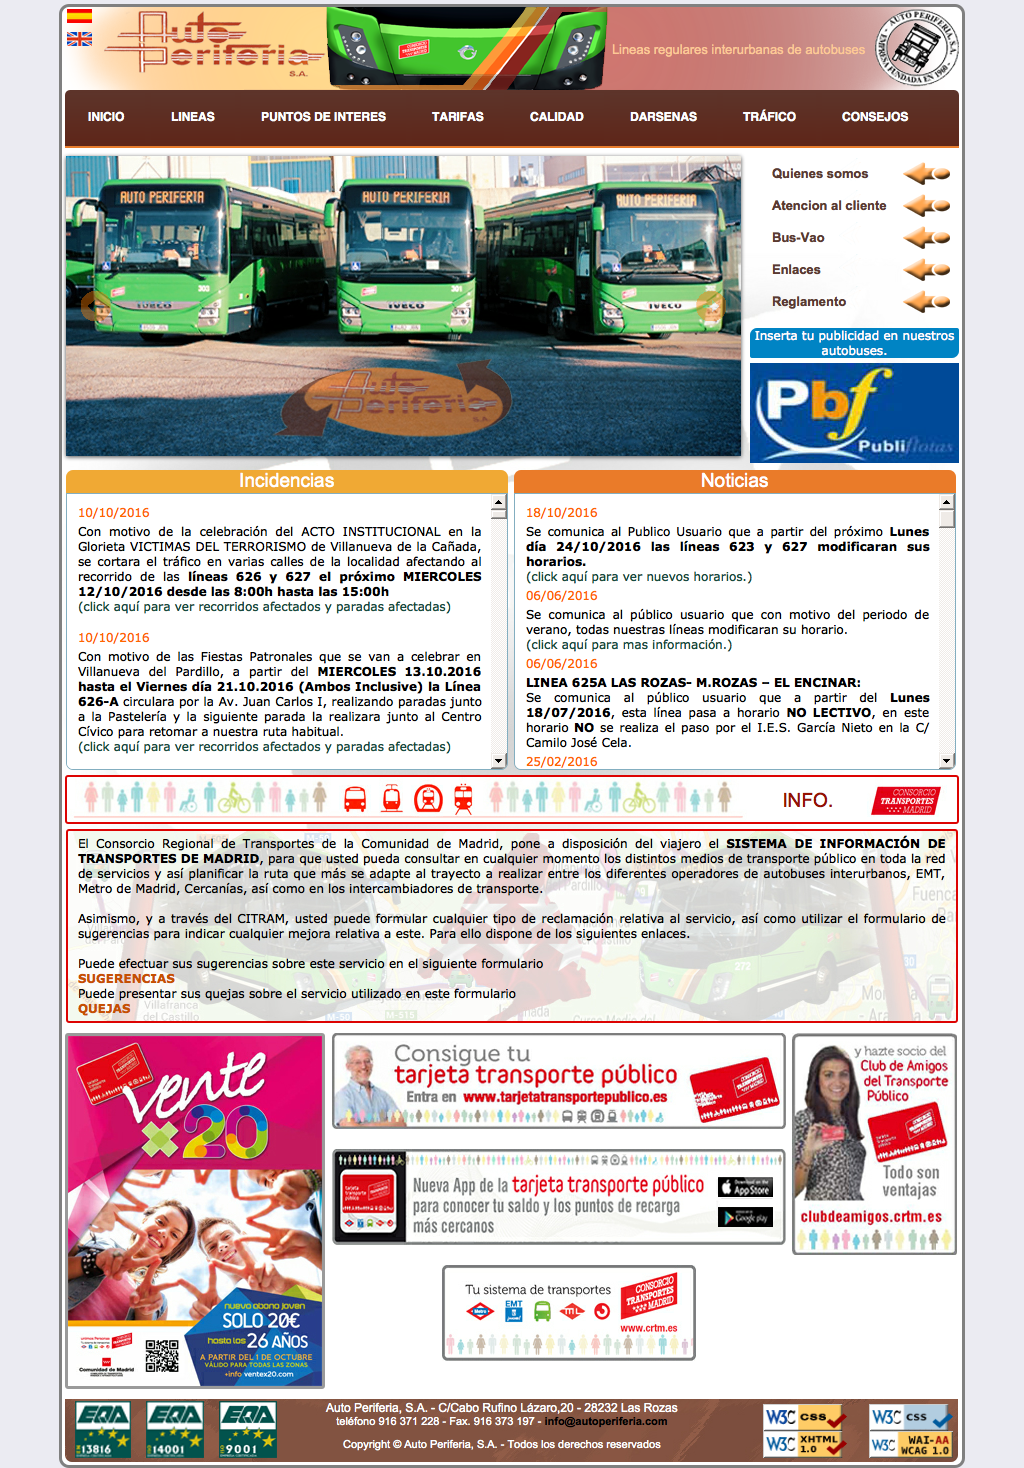 Auto
Periferia
S.A.
Lineas regulares interurbanas de autobuses
AUTO PERIFERIA, S.A.
EMPRESA FUNDADA EN 1960
INICIO LINEAS PUNTOS DE INTERES TARIFAS CALIDAD DARSENAS TRÁFICO CONSEJOS
AUTO PERIFERIA AUTO PERIFERIA AUTO PERIFERIA
303 301
IVECO IVECO IVECO
Auto
Periferia
S.A.
Quienes somos
Atencion al cliente
Bus-Vao
Enlaces
Reglamento
Inserta tu publicidad en nuestros
autobuses.
Pbf
Publiflotas
Incidencias
10/10/2016
Con motivo de la celebración del ACTO INSTITUCIONAL en la
Glorieta VICTIMAS DEL TERRORISMO de Villanueva de la Cañada,
se cortara el tráfico en varias calles de la localidad afectando al
recorrido de las líneas 626 y 627 el próximo MIERCOLES
12/10/2016 desde las 8:00h hasta las 15:00h
(click aquí para ver recorridos afectados y paradas afectadas)
10/10/2016
Con motivo de las Fiestas Patronales que se van a celebrar en
Villanueva del Pardillo, a partir del MIERCOLES 13.10.2016
hasta el Viernes día 21.10.2016 (Ambos Inclusive) la Línea
626-A circulara por la Av. Juan Carlos I, realizando paradas junto
a la Pastelería y la siguiente parada la realizara junto al Centro
Cívico para retomar a nuestra ruta habitual.
(click aquí para ver recorridos afectados y paradas afectadas)
Noticias
18/10/2016
Se comunica al Publico Usuario que a partir del próximo Lunes
día 24/10/2016 las líneas 623 y 627 modificaran sus
horarios.
(click aquí para ver nuevos horarios.)
06/06/2016
Se comunica al público usuario que con motivo del periodo de
verano, todas nuestras líneas modificaran su horario.
(click aquí para mas información.)
06/06/2016
LINEA 625A LAS ROZAS- M.ROZAS – EL ENCINAR:
Se comunica al público usuario que a partir del Lunes
18/07/2016, esta línea pasa a horario NO LECTIVO, en este
horario NO se realiza el paso por el I.E.S. García Nieto en la C/
Camilo José Cela.
25/02/2016
INFO.
CONSORCIO
TRANSPORTES
MADRID
El Consorcio Regional de Transportes de la Comunidad de Madrid, pone a disposición del viajero el SISTEMA DE INFORMACIÓN DE
TRANSPORTES DE MADRID, para que usted pueda consultar en cualquier momento los distintos medios de transporte público en toda la red
de servicios y así planificar la ruta que más se adapte al trayecto a realizar entre los diferentes operadores de autobuses interurbanos, EMT,
Metro de Madrid, Cercanías, así como en los intercambiadores de transporte.
Asimismo, y a través del CITRAM, usted puede formular cualquier tipo de reclamación relativa al servicio, así como utilizar el formulario de
sugerencias para indicar cualquier mejora relativa a este. Para ello dispone de los siguientes enlaces.
Puede efectuar sus sugerencias sobre este servicio en el siguiente formulario
SUGERENCIAS
Puede presentar sus quejas sobre el servicio utilizado en este formulario
QUEJAS
Villafranca
del Castillo
vente
x20
nuevo abono joven
SOLO 20€
hasta los 26 AÑOS
A PARTIR DEL 1 DE OCTUBRE
VÁLIDO PARA TODAS LAS ZONAS
+info ventex20.com
Comunidad de Madrid
Consigue tu
tarjeta transporte público
Entra en www.tarjetatransportepublico.es
Nueva App de la tarjeta transporte público
para conocer tu saldo y los puntos de recarga
más cercanos
Download on the
App Store
Google play
Tu sistema de transportes
Metro EMT
CONSORCIO
TRANSPORTES
MADRID
www.crtm.es
y hazte socio del
Club de Amigos
del Transporte
Público
Todo son
ventajas
clubdeamigos.crtm.es
EQA EQA EQA
13816 14001 9001
Auto Periferia, S.A. - C/Cabo Rufino Lázaro,20 - 28232 Las Rozas
teléfono 916 371 228 - Fax. 916 373 197 - info@autoperiferia.com
Copyright © Auto Periferia, S.A. - Todos los derechos reservados
W3C CSS W3C CSS
W3C XHTML 1.0 W3C WAI-AA WCAG 1.0